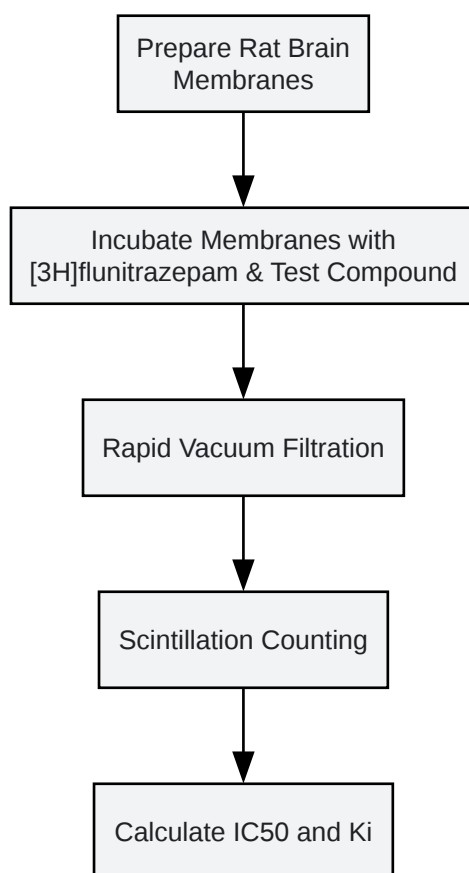 Prepare Rat Brain
Membranes
Incubate Membranes with
[3H]flunitrazepam & Test Compound
Rapid Vacuum Filtration
Scintillation Counting
Calculate IC50 and Ki